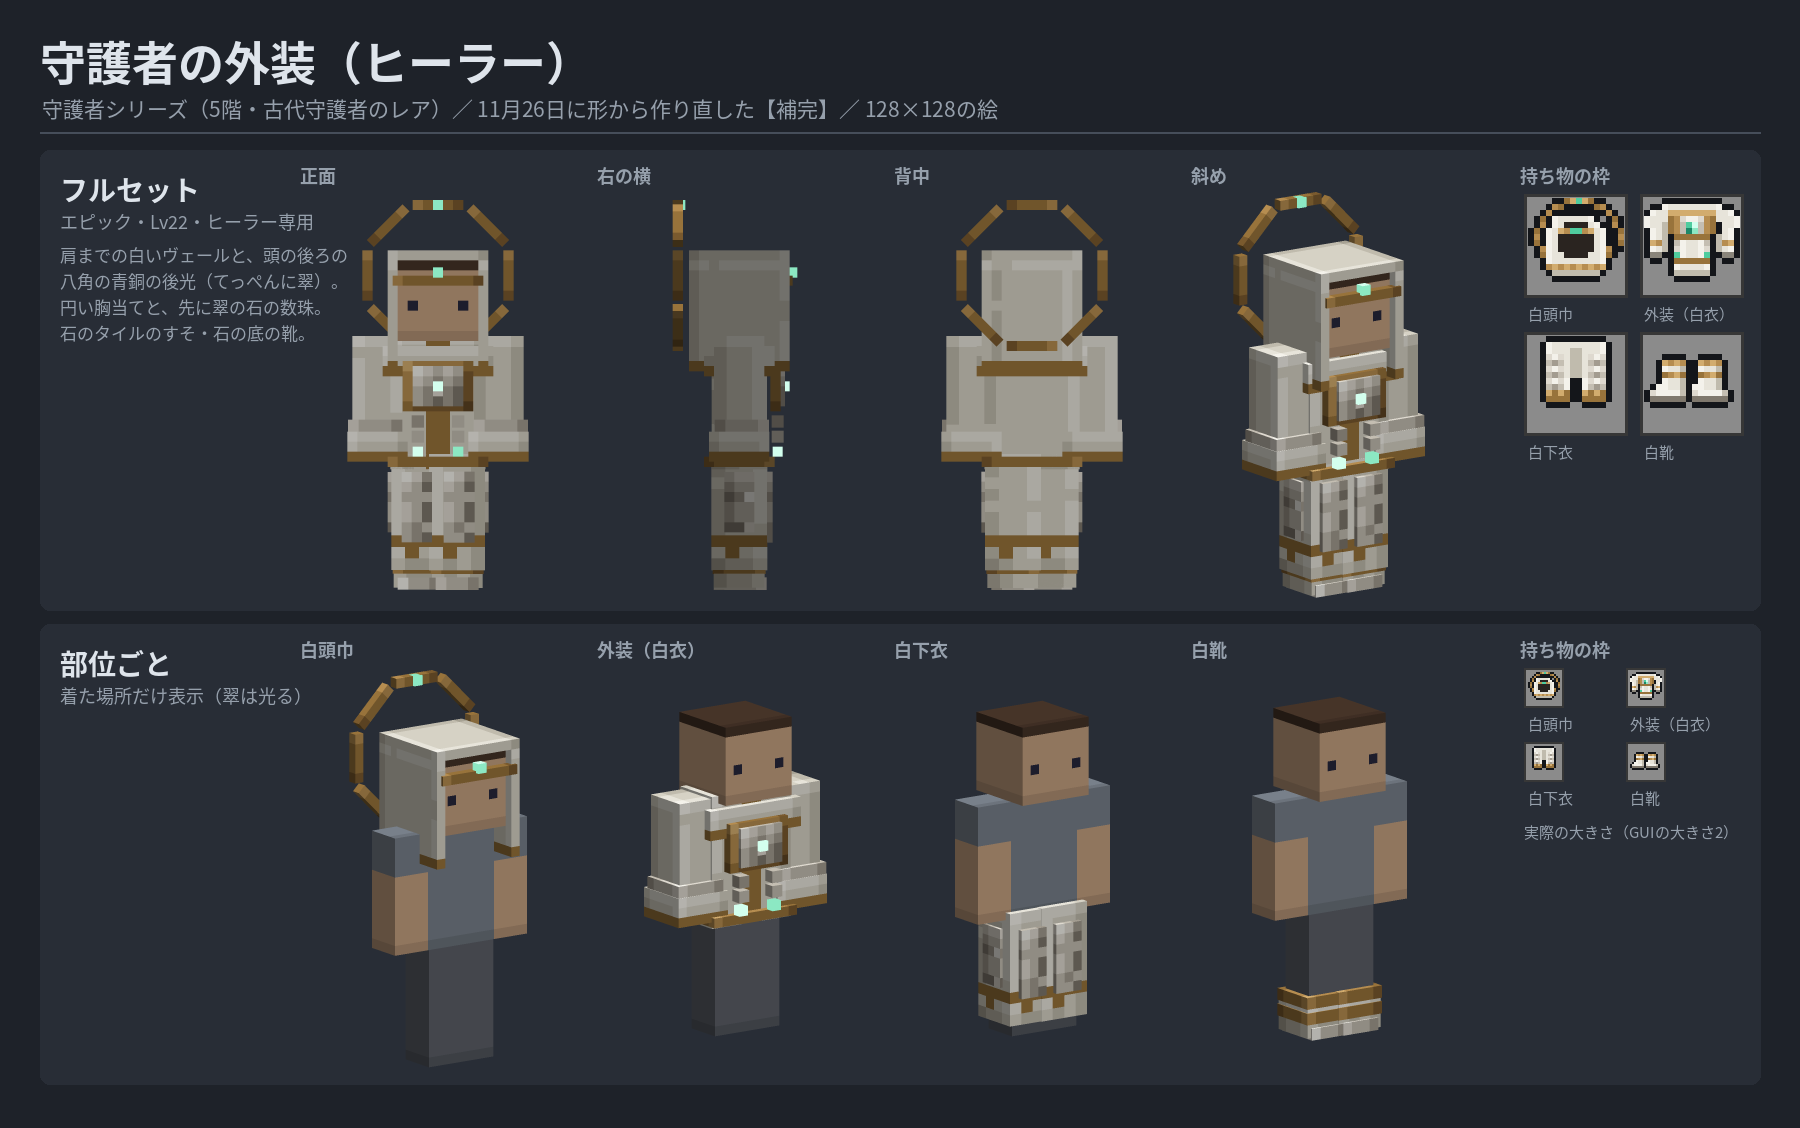 守護者の外装（ヒーラー）
守護者シリーズ（5階・古代守護者のレア）／ 11月26日に形から作り直した【補完】／ 128×128の絵
フルセット
エピック・Lv22・ヒーラー専用
肩までの白いヴェールと、頭の後ろの
八角の青銅の後光（てっぺんに翠）。
円い胸当てと、先に翠の石の数珠。
石のタイルのすそ・石の底の靴。
正面
右の横
背中
斜め
持ち物の枠
白頭巾
外装（白衣）
白下衣
白靴
部位ごと
着た場所だけ表示（翠は光る）
白頭巾
外装（白衣）
白下衣
白靴
持ち物の枠
白頭巾
外装（白衣）
白下衣
白靴
実際の大きさ（GUIの大きさ2）